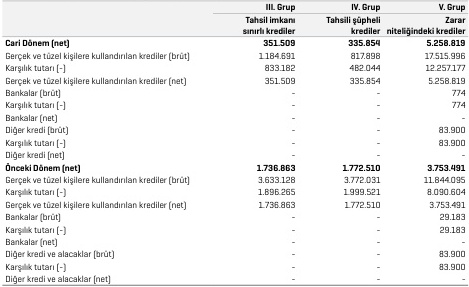 III. Grup IV. Grup V. Grup
Tahsil imkanı Tahsili şüpheli Zarar
sınırlı krediler krediler niteliğindeki krediler
Cari Dönem (net) 351.509 335.854 5.258.819
Gerçek ve tüzel kişilere kullandırılan krediler (brüt) 1.184.691 817.898 17.515.996
Karşılık tutarı (-) 833.182 482.044 12.257.177
Gerçek ve tüzel kişilere kullandırılan krediler (net) 351.509 335.854 5.258.819
Bankalar (brüt) - - 774
Karşılık tutarı (-) - - 774
Bankalar (net) - - -
Diğer kredi (brüt) - - 83.900
Karşılık tutarı (-) - - 83.900
Diğer kredi (net) - - -
Önceki Dönem (net) 1.736.863 1.772.510 3.753.491
Gerçek ve tüzel kişilere kullandırılan krediler (brüt) 3.633.128 3.772.031 11.844.095
Karşılık tutarı (-) 1.896.265 1.999.521 8.090.604
Gerçek ve tüzel kişilere kullandırılan krediler (net) 1.736.863 1.772.510 3.753.491
Bankalar (brüt) - - 29.183
Karşılık tutarı (-) - - 29.183
Bankalar (net) - - -
Diğer kredi ve alacaklar (brüt) - - 83.900
Karşılık tutarı (-) - - 83.900
Diğer kredi ve alacaklar (net) - - -